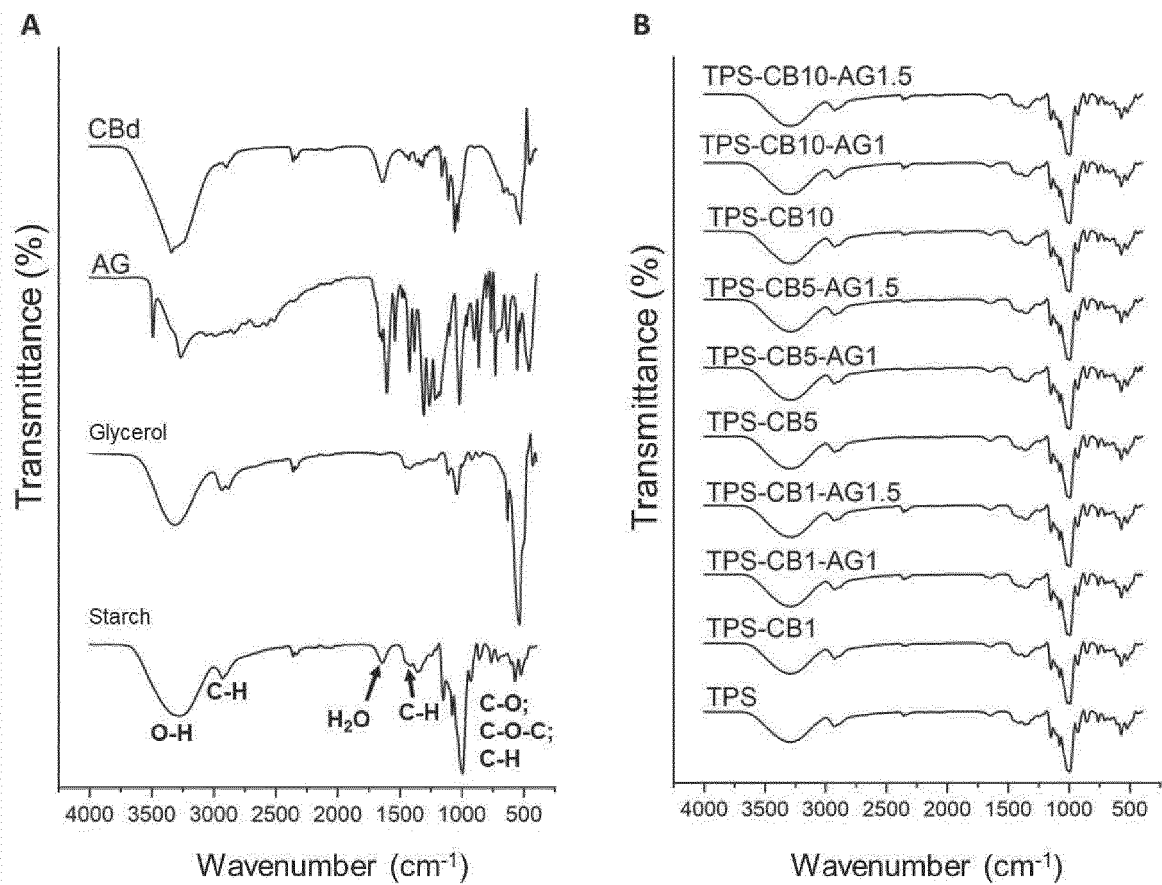 A
Transmittance (%)
CBd
AG
Glycerol
Starch
O-H
C-H
H₂O
C-H
C-O;
C-O-C;
C-H
4000 3500 3000 2500 2000 1500 1000 500
Wavenumber (cm⁻¹)
B
Transmittance (%)
TPS-CB10-AG1.5
TPS-CB10-AG1
TPS-CB10
TPS-CB5-AG1.5
TPS-CB5-AG1
TPS-CB5
TPS-CB1-AG1.5
TPS-CB1-AG1
TPS-CB1
TPS
4000 3500 3000 2500 2000 1500 1000 500
Wavenumber (cm⁻¹)